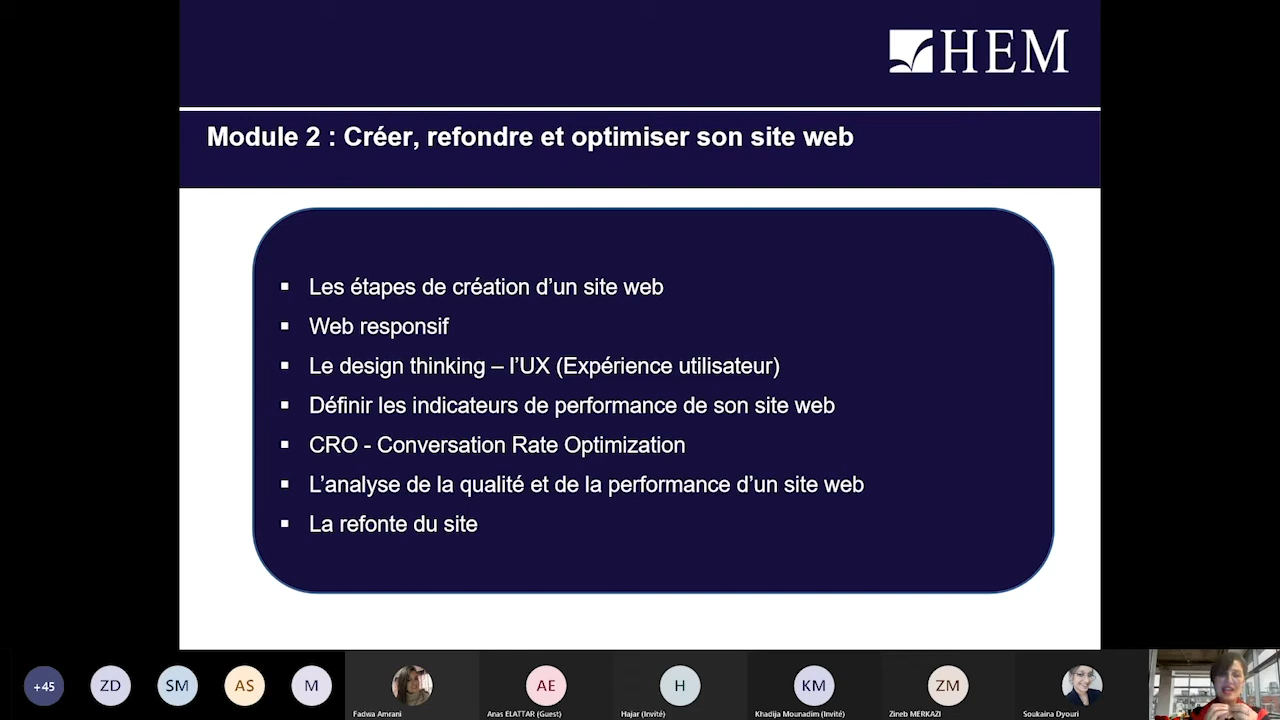 HEM
Module 2 : Créer, refondre et optimiser son site web
▪ Les étapes de création d’un site web
▪ Web responsif
▪ Le design thinking – l’UX (Expérience utilisateur)
▪ Définir les indicateurs de performance de son site web
▪ CRO - Conversation Rate Optimization
▪ L’analyse de la qualité et de la performance d’un site web
▪ La refonte du site
+45
ZD
SM
AS
M
AE
H
KM
ZM
Fadwa Amrani
Anas ELATTAR (Guest)
Hajar (Invité)
Khadija Mounadim (Invité)
Zineb MERKAZI
Soukaina Dyouri